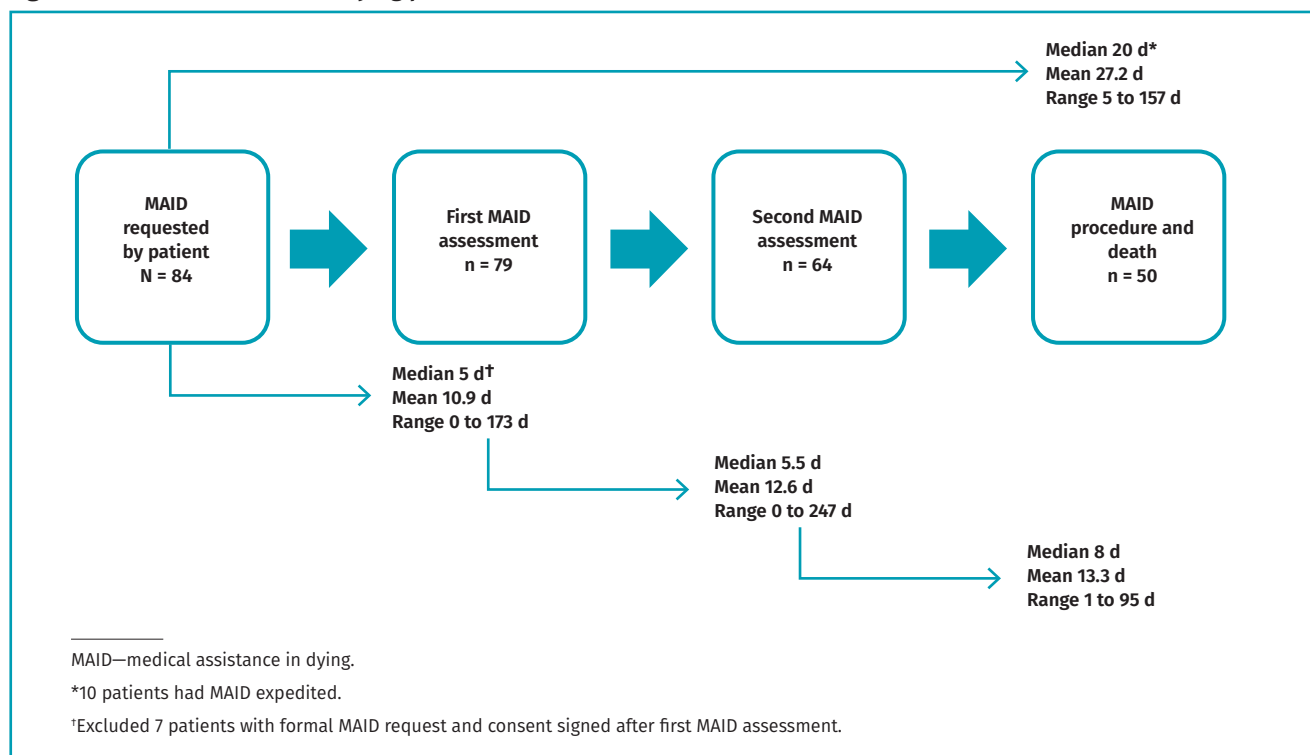 Median 20 d*
Mean 27.2 d
Range 5 to 157 d
MAID
requested
by patient
N = 84
First MAID
assessment
n = 79
Second MAID
assessment
n = 64
MAID
procedure and
death
n = 50
Median 5 d†
Mean 10.9 d
Range 0 to 173 d
Median 5.5 d
Mean 12.6 d
Range 0 to 247 d
Median 8 d
Mean 13.3 d
Range 1 to 95 d
MAID—medical assistance in dying.
*10 patients had MAID expedited.
†Excluded 7 patients with formal MAID request and consent signed after first MAID assessment.